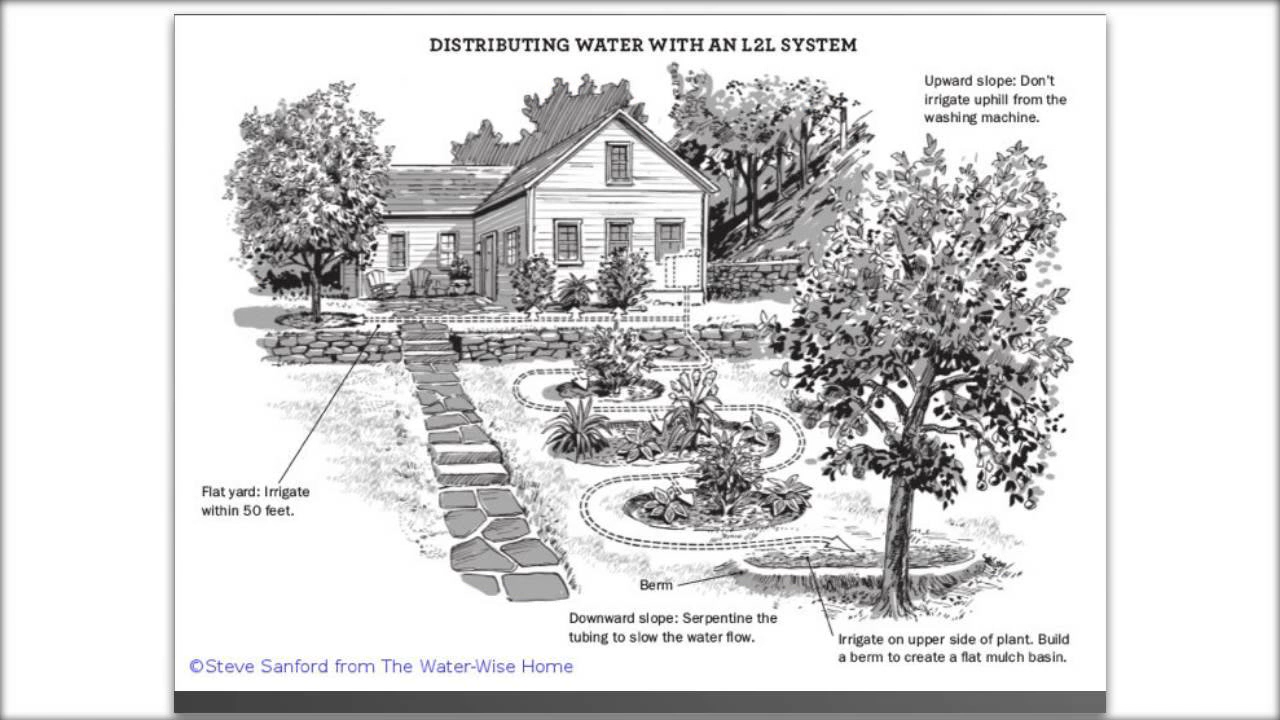 DISTRIBUTING WATER WITH AN L2L SYSTEM
Upward slope: Don't
irrigate uphill from the
washing machine.
Flat yard: Irrigate
within 50 feet.
Berm
Downward slope: Serpentine the
tubing to slow the water flow.
Irrigate on upper side of plant. Build
a berm to create a flat mulch basin.
©Steve Sanford from The Water-Wise Home